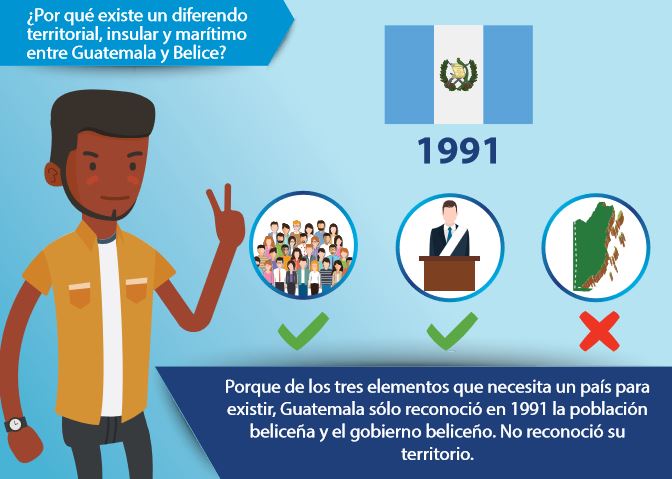 ¿Por qué existe un diferendo
territorial, insular y marítimo
entre Guatemala y Belice?
1991
Porque de los tres elementos que necesita un país para
existir, Guatemala sólo reconoció en 1991 la población
beliceña y el gobierno beliceño. No reconoció su
territorio.